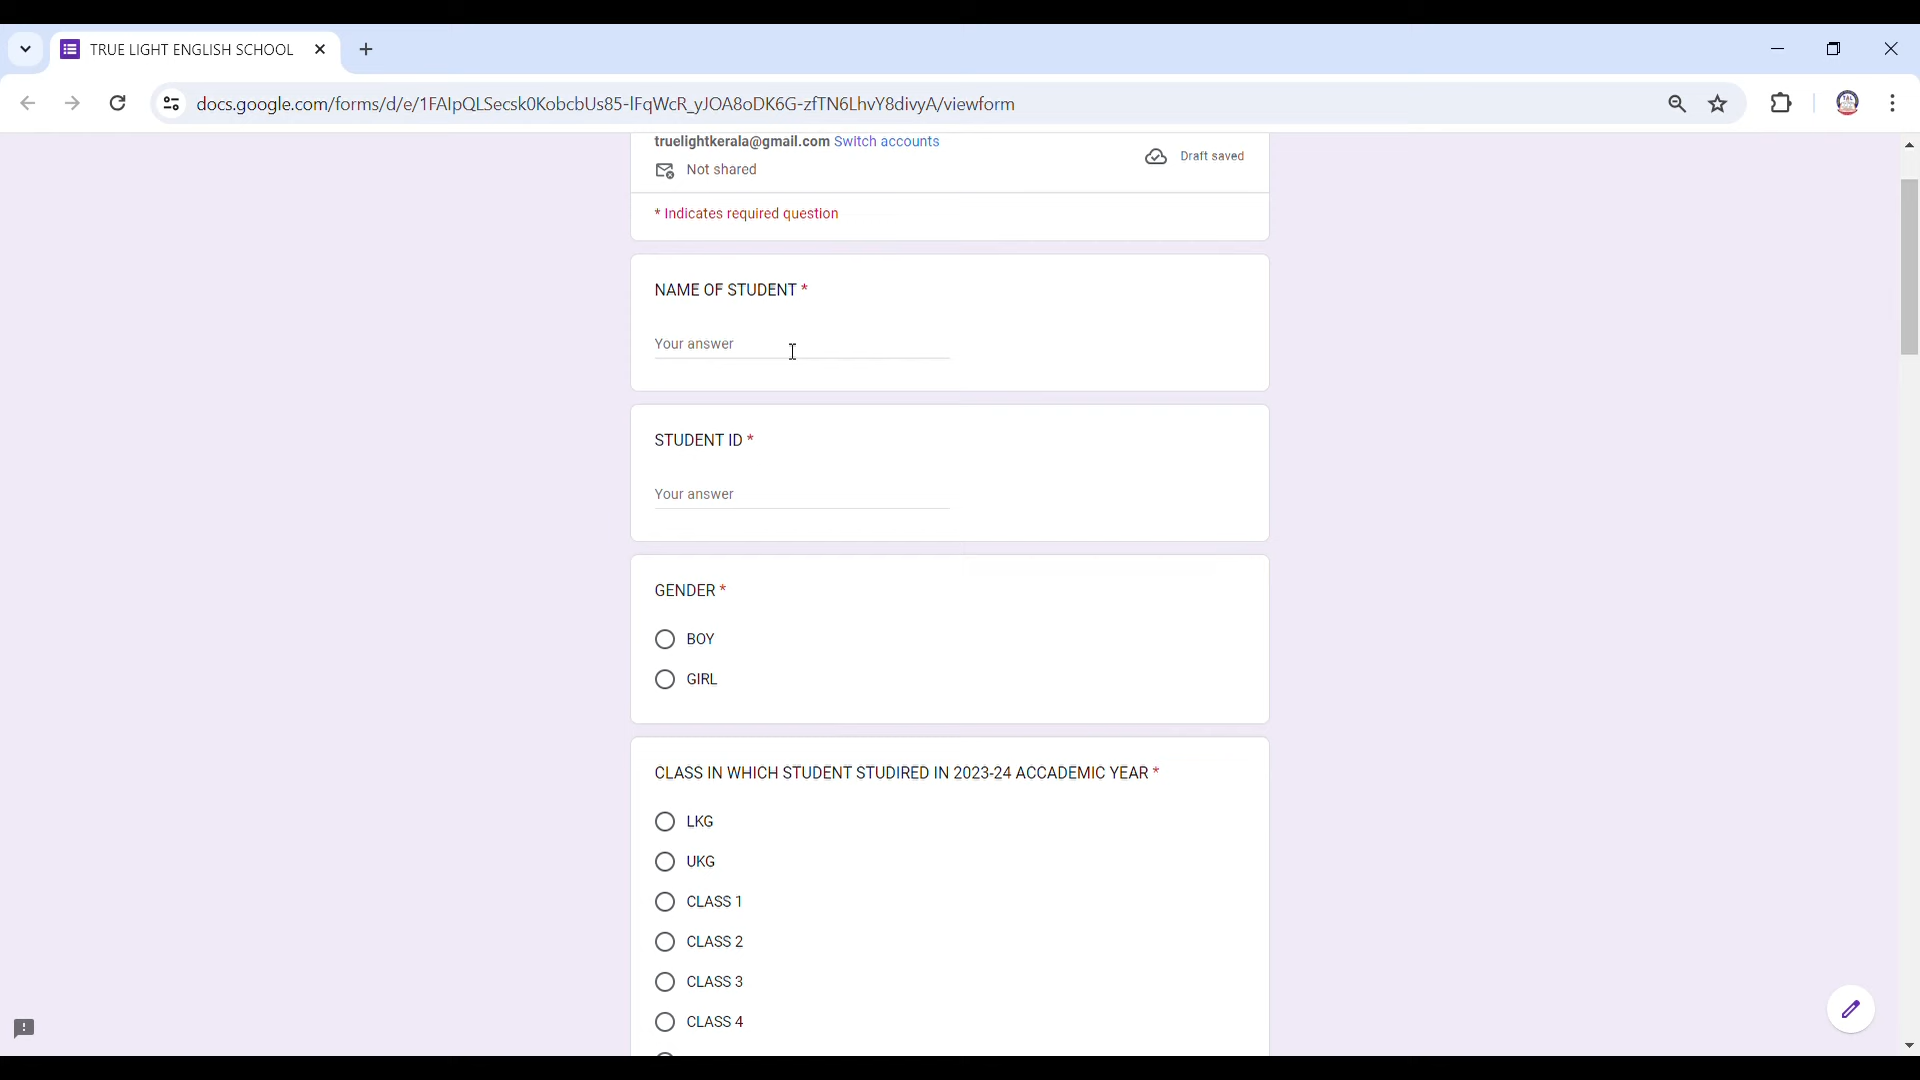 TRUE LIGHT ENGLISH SCHOOL
docs.google.com/forms/d/e/1FAIpQLSecsk0KobcbUs85-IFqWcR_yJOA8oDK6G-zfTN6LhvY8divyA/viewform
truelightkerala@gmail.com Switch accounts
Draft saved
Not shared
* Indicates required question
NAME OF STUDENT *
Your answer
STUDENT ID *
Your answer
GENDER *
BOY
GIRL
CLASS IN WHICH STUDENT STUDIRED IN 2023-24 ACCADEMIC YEAR *
LKG
UKG
CLASS 1
CLASS 2
CLASS 3
CLASS 4